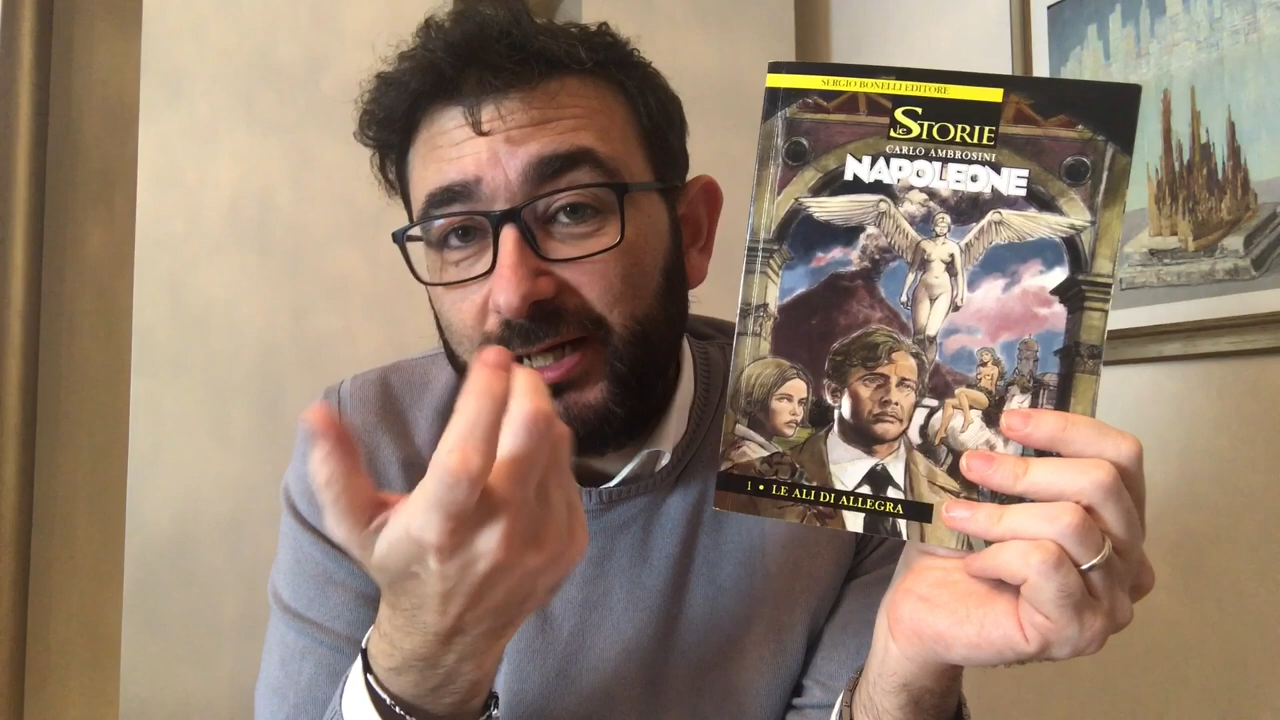 SERGIO BONELLI EDITORE
le STORIE
CARLO AMBROSINI
NAPOLEONE
1 • LE ALI DI ALLEGRA